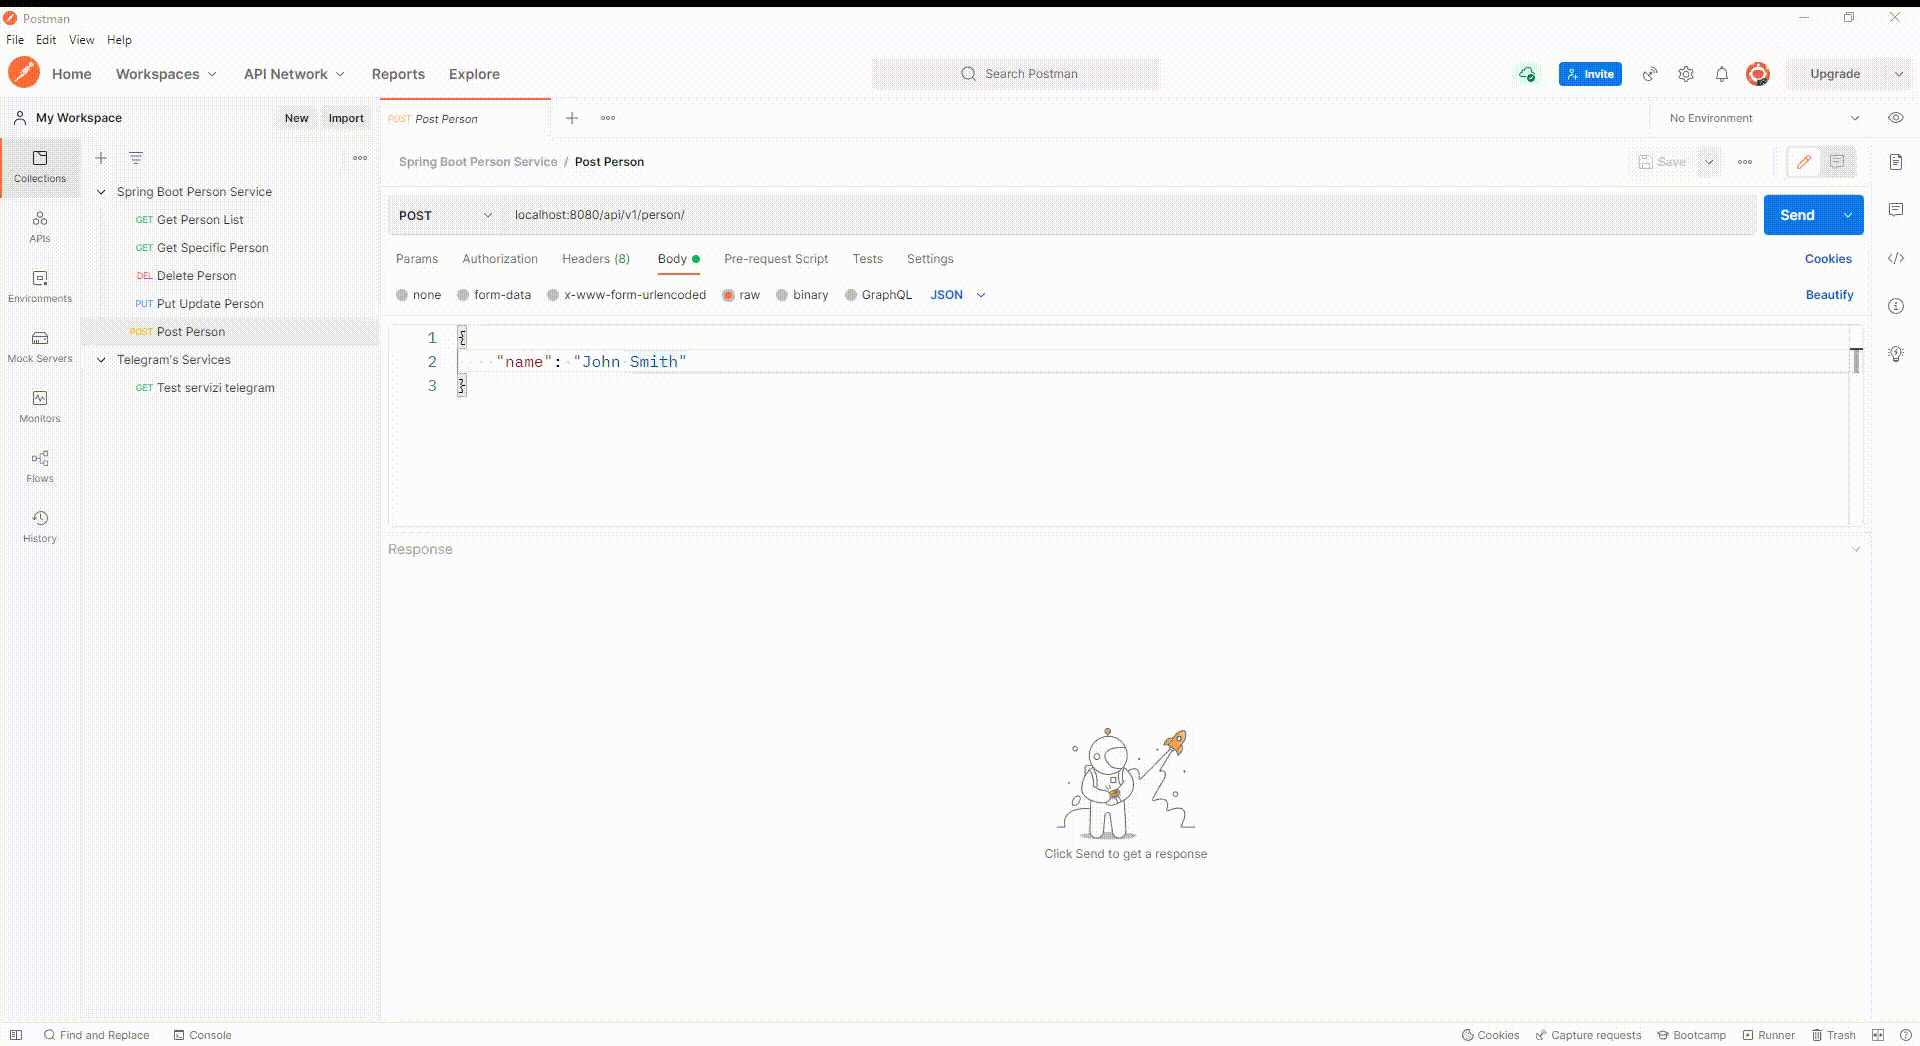 Postman
File Edit View Help
Home Workspaces API Network Reports Explore Search Postman Invite Upgrade
My Workspace New Import POST Post Person No Environment
Collections
APIs
Environments
Mock Servers
Monitors
Flows
History
Spring Boot Person Service
GET Get Person List
GET Get Specific Person
DEL Delete Person
PUT Put Update Person
POST Post Person
Telegram's Services
GET Test servizi telegram
Spring Boot Person Service / Post Person Save
POST localhost:8080/api/v1/person/ Send
Params Authorization Headers (8) Body Pre-request Script Tests Settings Cookies
none form-data x-www-form-urlencoded raw binary GraphQL JSON Beautify
1 {
2 "name": "John Smith"
3 }
Response
Click Send to get a response
Find and Replace Console Cookies Capture requests Bootcamp Runner Trash